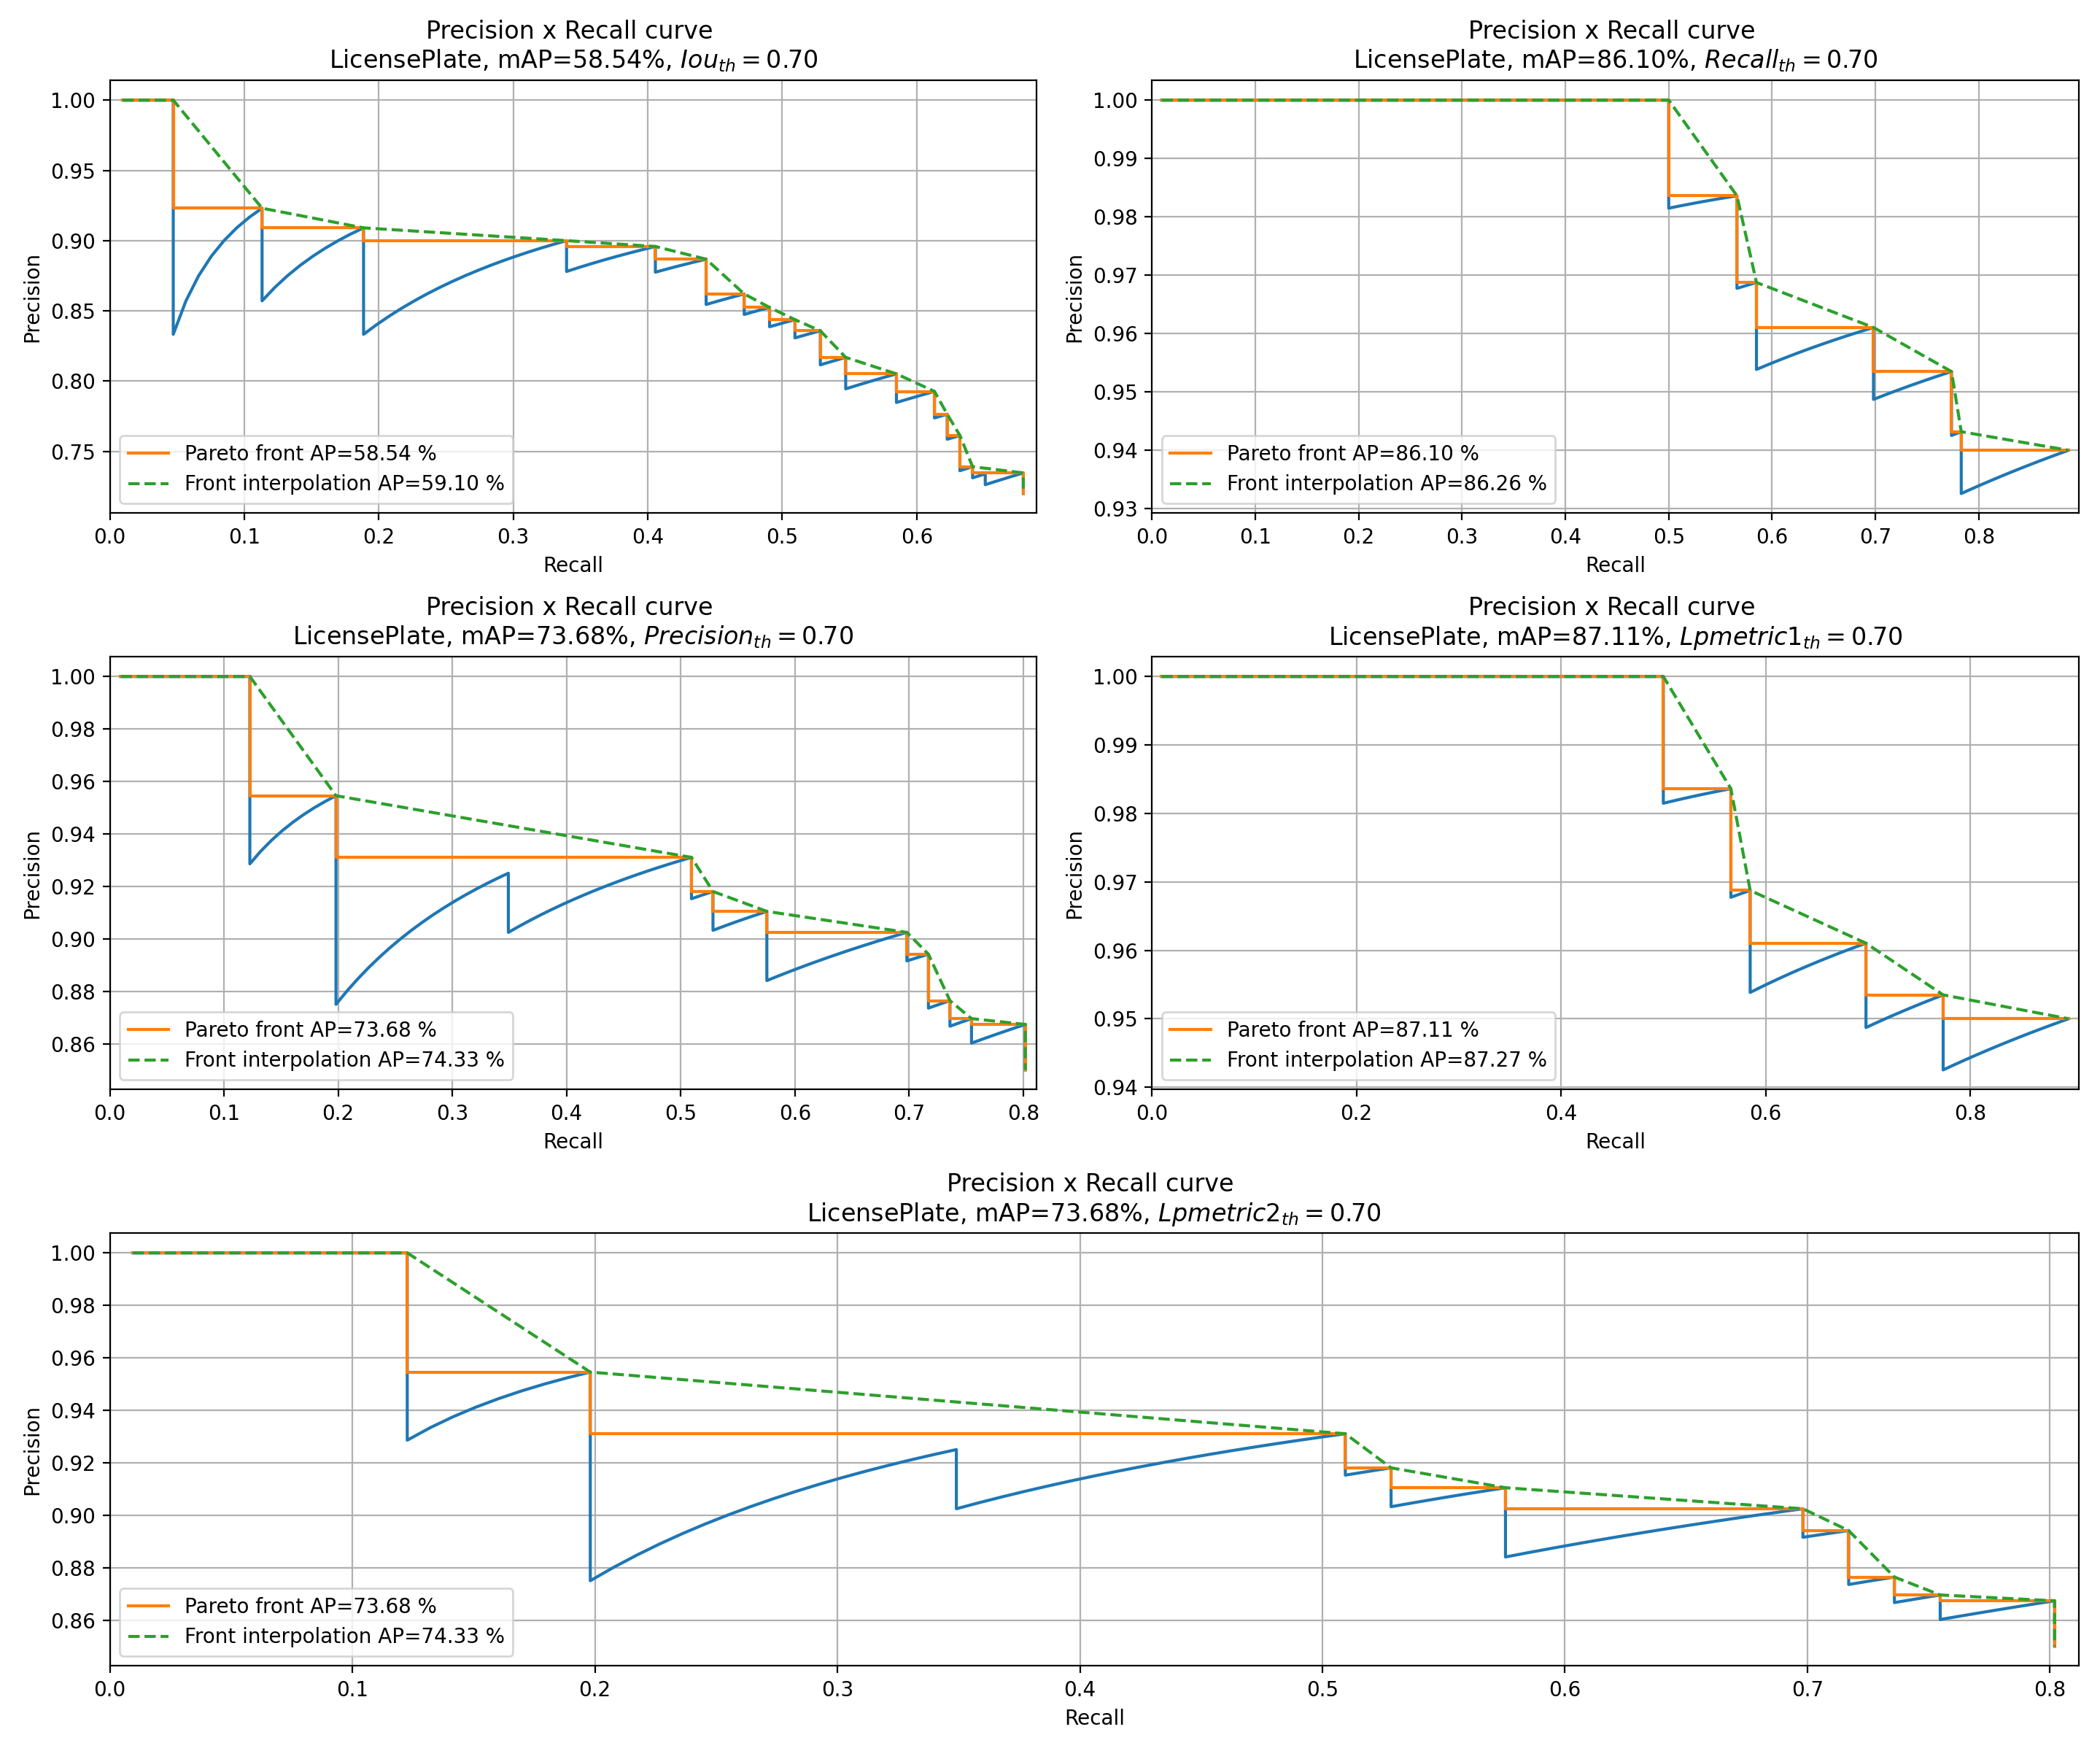 Precision x Recall curve
LicensePlate, mAP=58.54%, Iou_th = 0.70
1.00
0.95
0.90
0.85
0.80
0.75
Precision
Pareto front AP=58.54 %
Front interpolation AP=59.10 %
0.0 0.1 0.2 0.3 0.4 0.5 0.6
Recall
Precision x Recall curve
LicensePlate, mAP=86.10%, Recall_th = 0.70
1.00
0.99
0.98
0.97
0.96
0.95
0.94
0.93
Precision
Pareto front AP=86.10 %
Front interpolation AP=86.26 %
0.0 0.1 0.2 0.3 0.4 0.5 0.6 0.7 0.8
Recall
Precision x Recall curve
LicensePlate, mAP=73.68%, Precision_th = 0.70
1.00
0.98
0.96
0.94
0.92
0.90
0.88
0.86
Precision
Pareto front AP=73.68 %
Front interpolation AP=74.33 %
0.0 0.1 0.2 0.3 0.4 0.5 0.6 0.7 0.8
Recall
Precision x Recall curve
LicensePlate, mAP=87.11%, Lpmetric1_th = 0.70
1.00
0.99
0.98
0.97
0.96
0.95
0.94
Precision
Pareto front AP=87.11 %
Front interpolation AP=87.27 %
0.0 0.2 0.4 0.6 0.8
Recall
Precision x Recall curve
LicensePlate, mAP=73.68%, Lpmetric2_th = 0.70
1.00
0.98
0.96
0.94
0.92
0.90
0.88
0.86
Precision
Pareto front AP=73.68 %
Front interpolation AP=74.33 %
0.0 0.1 0.2 0.3 0.4 0.5 0.6 0.7 0.8
Recall